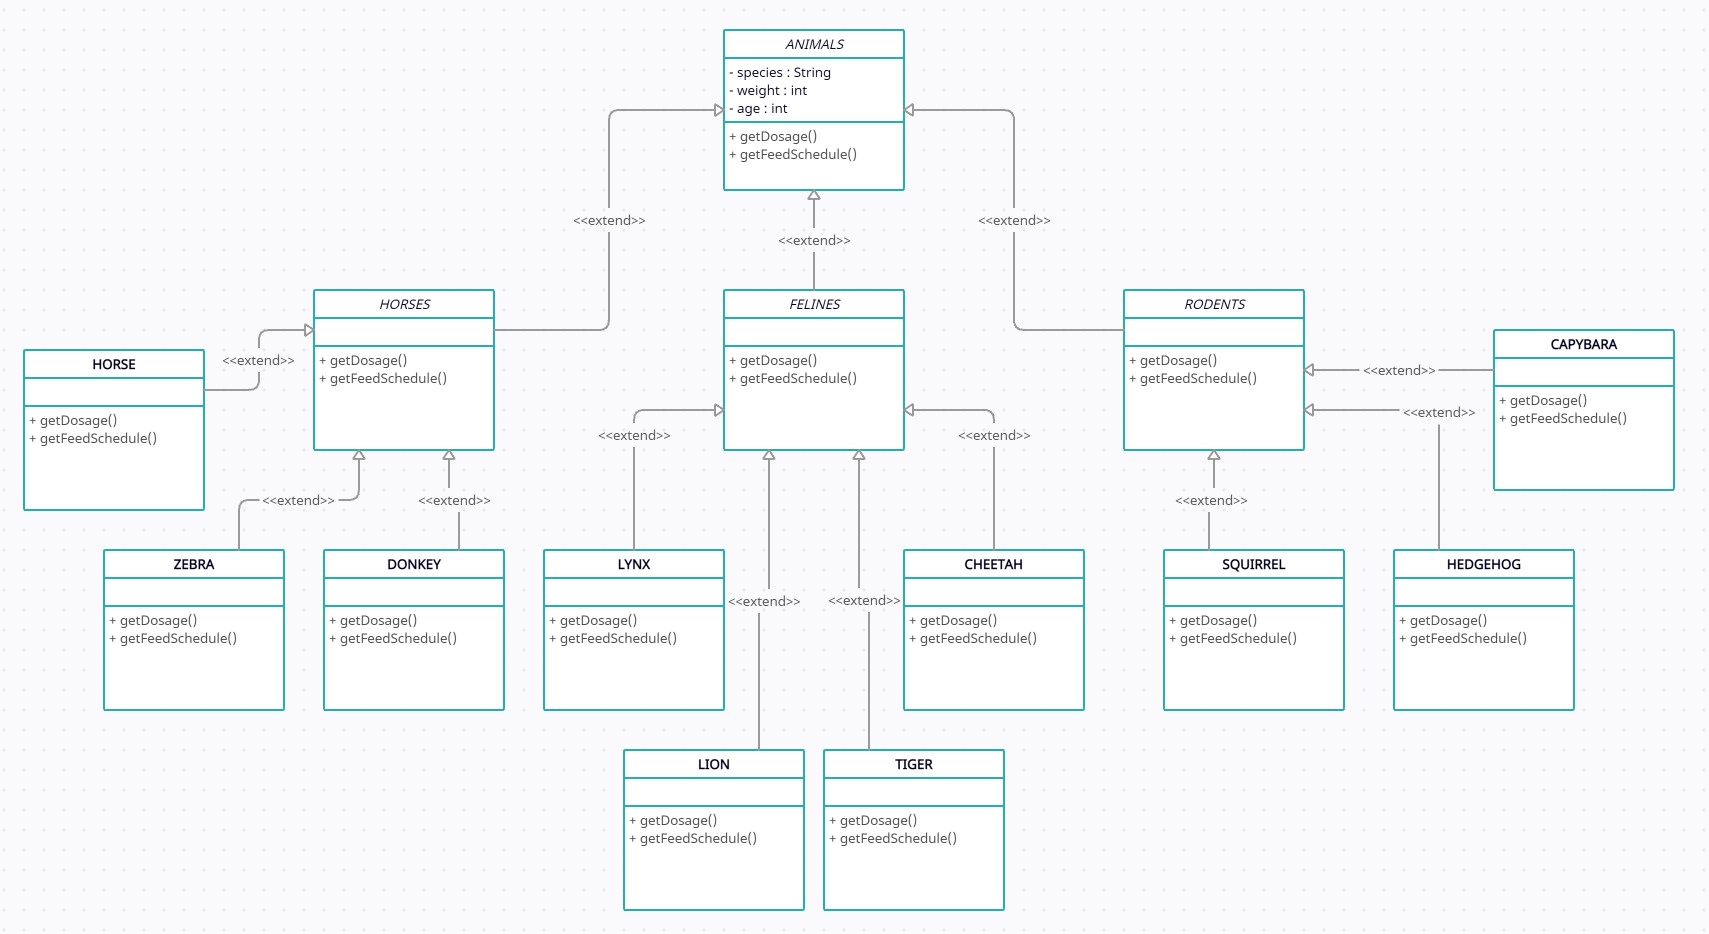 ANIMALS
- species : String
- weight : int
- age : int
+ getDosage()
+ getFeedSchedule()
<<extend>>
<<extend>>
<<extend>>
HORSES
+ getDosage()
+ getFeedSchedule()
FELINES
+ getDosage()
+ getFeedSchedule()
RODENTS
+ getDosage()
+ getFeedSchedule()
<<extend>>
HORSE
+ getDosage()
+ getFeedSchedule()
<<extend>>
CAPYBARA
+ getDosage()
+ getFeedSchedule()
<<extend>>
<<extend>>
<<extend>>
<<extend>>
<<extend>>
<<extend>>
<<extend>>
ZEBRA
+ getDosage()
+ getFeedSchedule()
DONKEY
+ getDosage()
+ getFeedSchedule()
LYNX
+ getDosage()
+ getFeedSchedule()
<<extend>>
<<extend>>
CHEETAH
+ getDosage()
+ getFeedSchedule()
SQUIRREL
+ getDosage()
+ getFeedSchedule()
HEDGEHOG
+ getDosage()
+ getFeedSchedule()
LION
+ getDosage()
+ getFeedSchedule()
TIGER
+ getDosage()
+ getFeedSchedule()